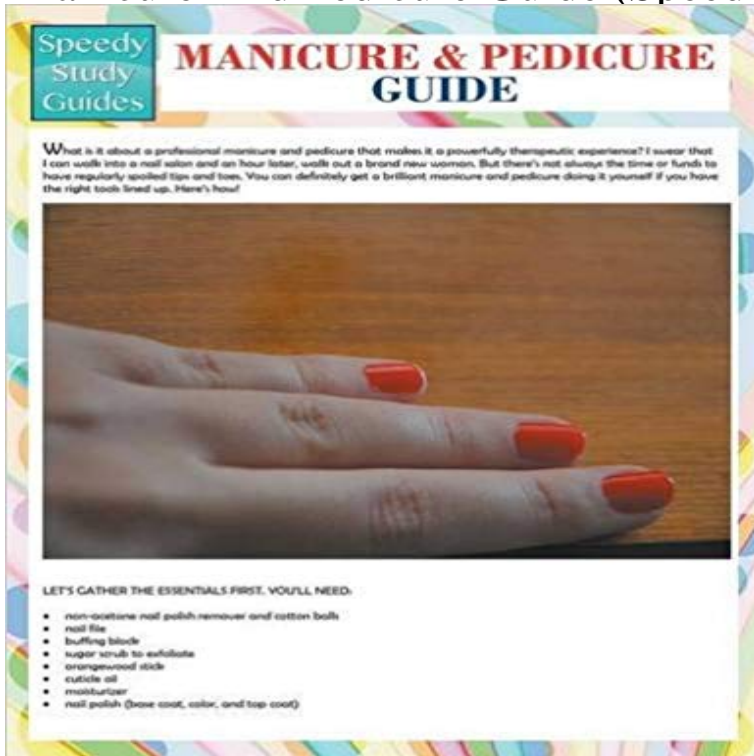 Speedy
Study
Guides
MANICURE & PEDICURE
GUIDE
What is it about a professional manicure and pedicure that makes it a powerfully therapeutic experience? I swear that
I can walk into a nail salon and an hour later, walk out a brand new woman. But there's not always the time or funds to
have regularly spoiled tips and toes. You can definitely get a brilliant manicure and pedicure doing it yourself if you have
the right tools lined up. Here's how!
LET'S GATHER THE ESSENTIALS FIRST. YOU'LL NEED:
• non-acetone nail polish remover and cotton balls
• nail file
• buffing block
• sugar scrub to exfoliate
• orangewood stick
• cuticle oil
• moisturizer
• nail polish (base coat, color, and top coat)